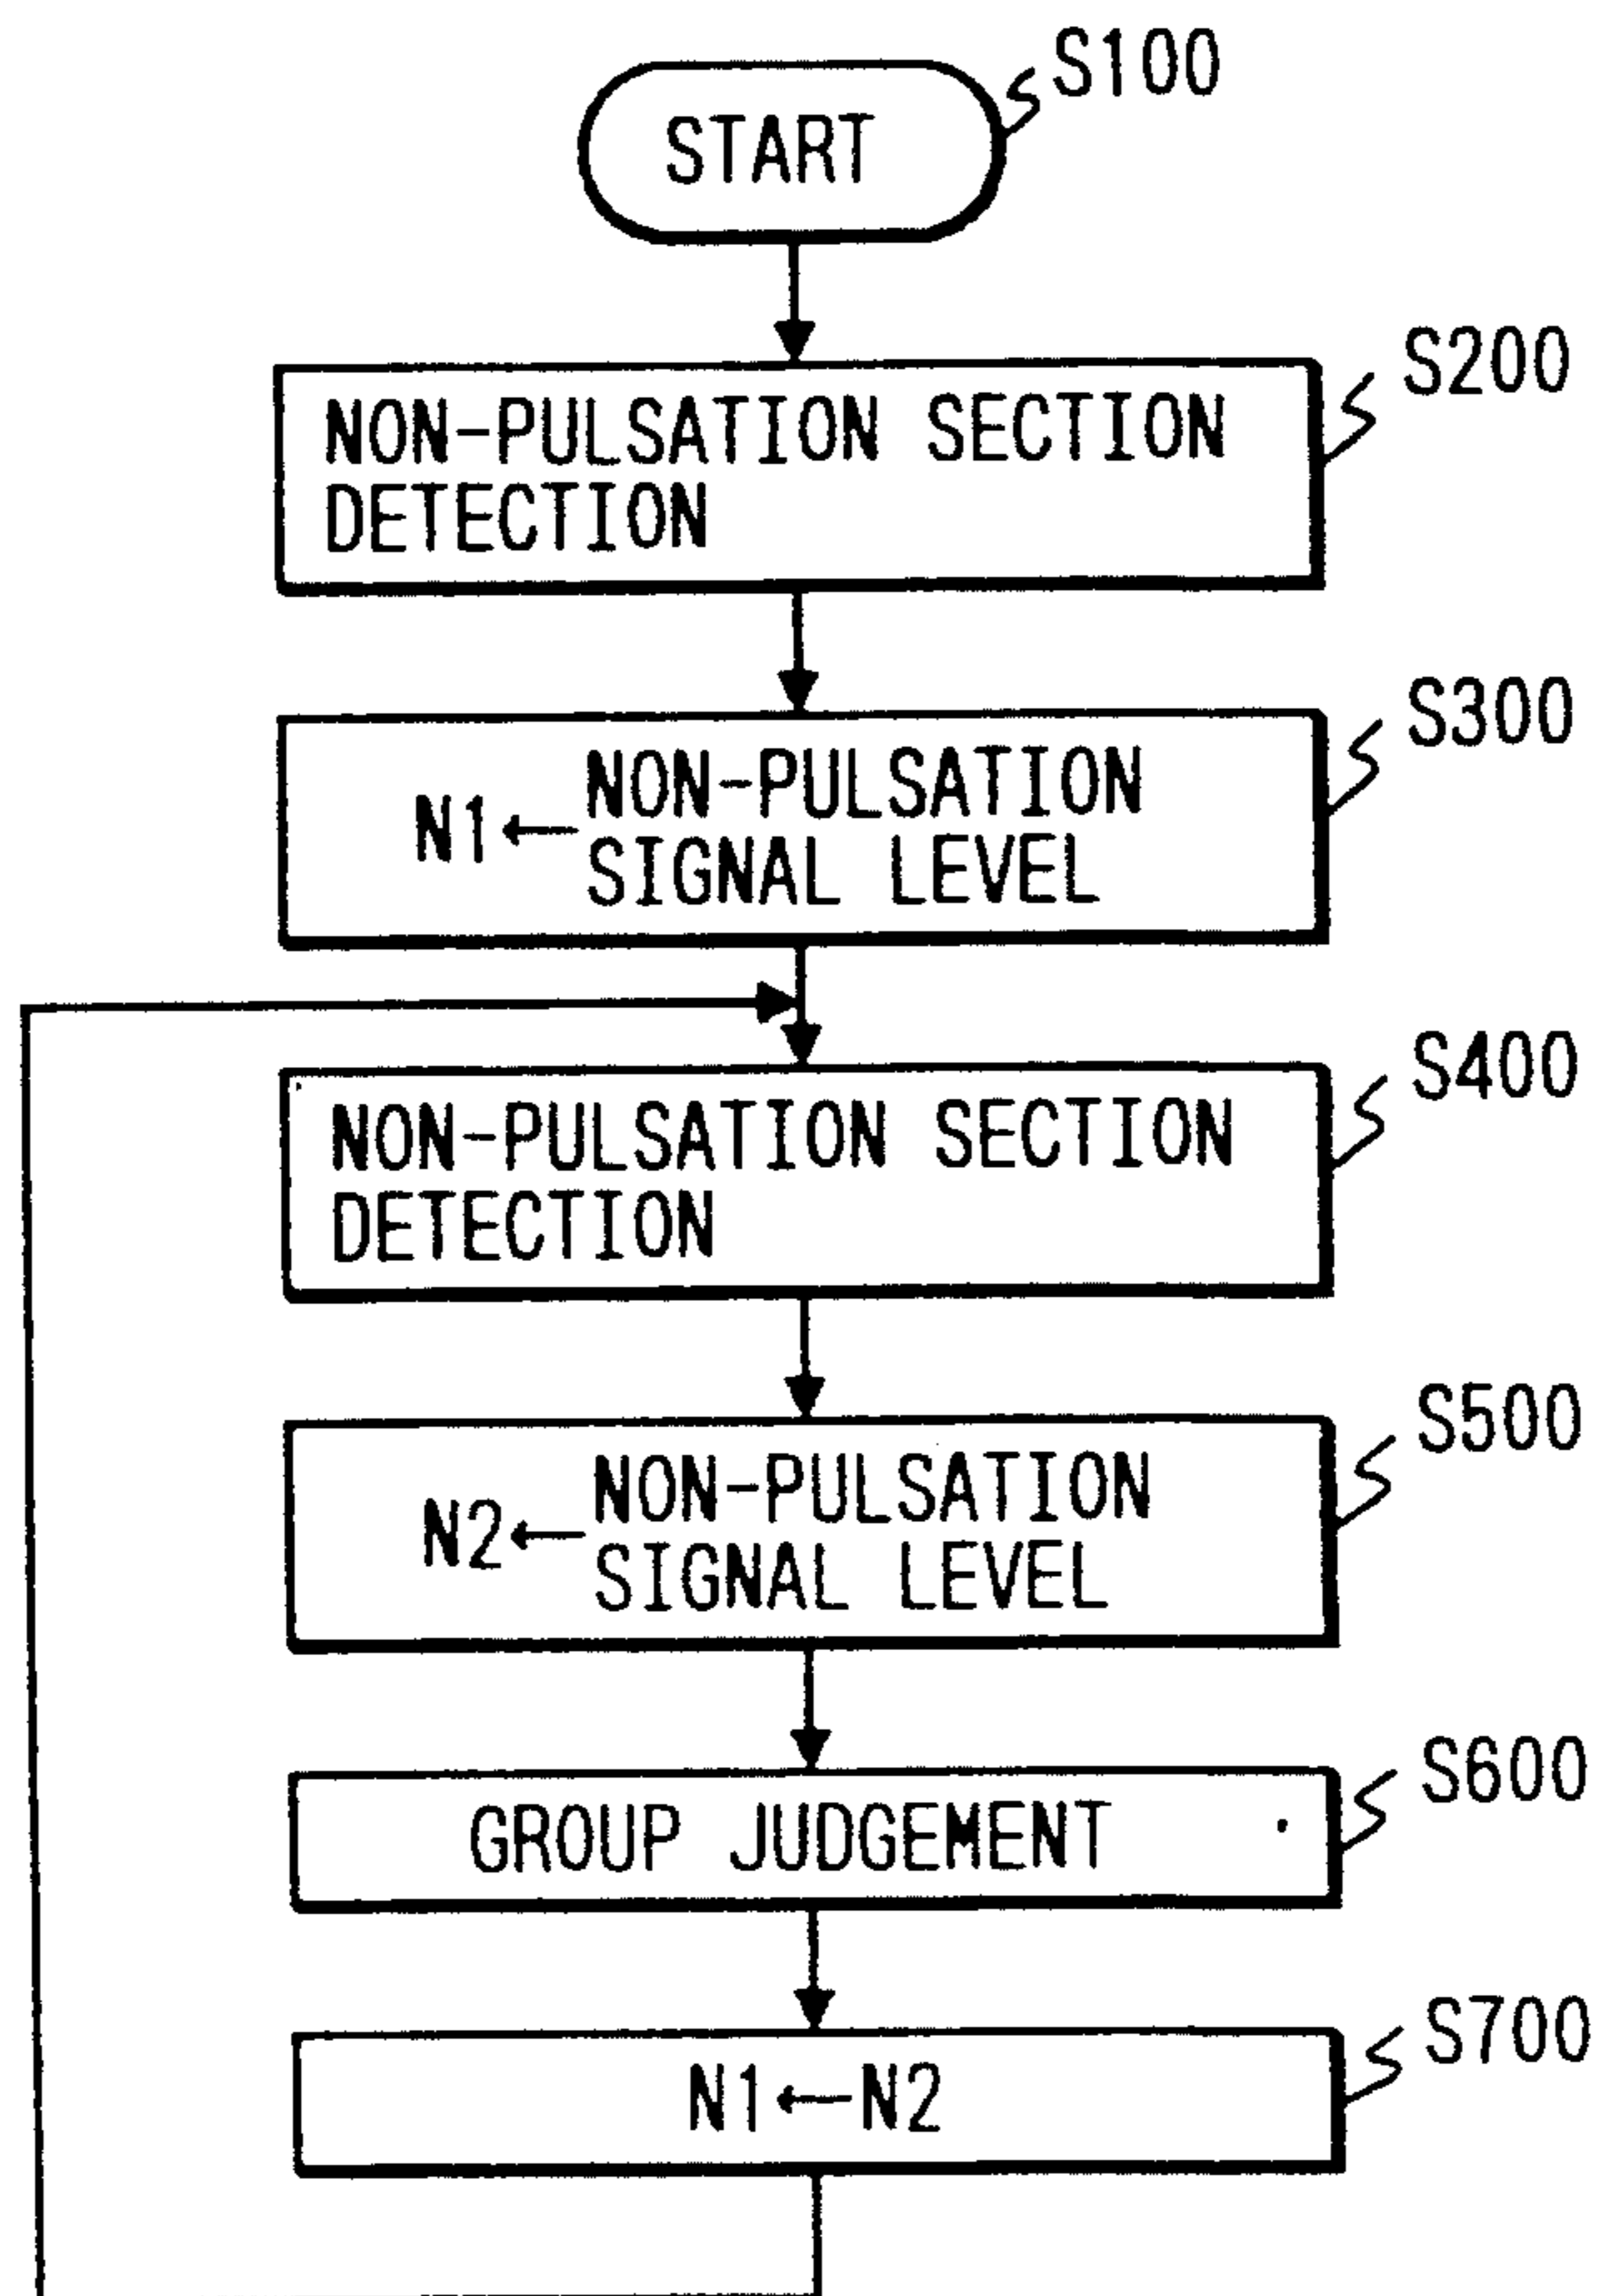 S100
START
S200
NON-PULSATION SECTION
DETECTION
S300
NON-PULSATION
N1←
SIGNAL LEVEL
S400
NON-PULSATION SECTION
DETECTION
S500
NON-PULSATION
N2←
SIGNAL LEVEL
S600
GROUP JUDGEMENT
S700
N1←N2